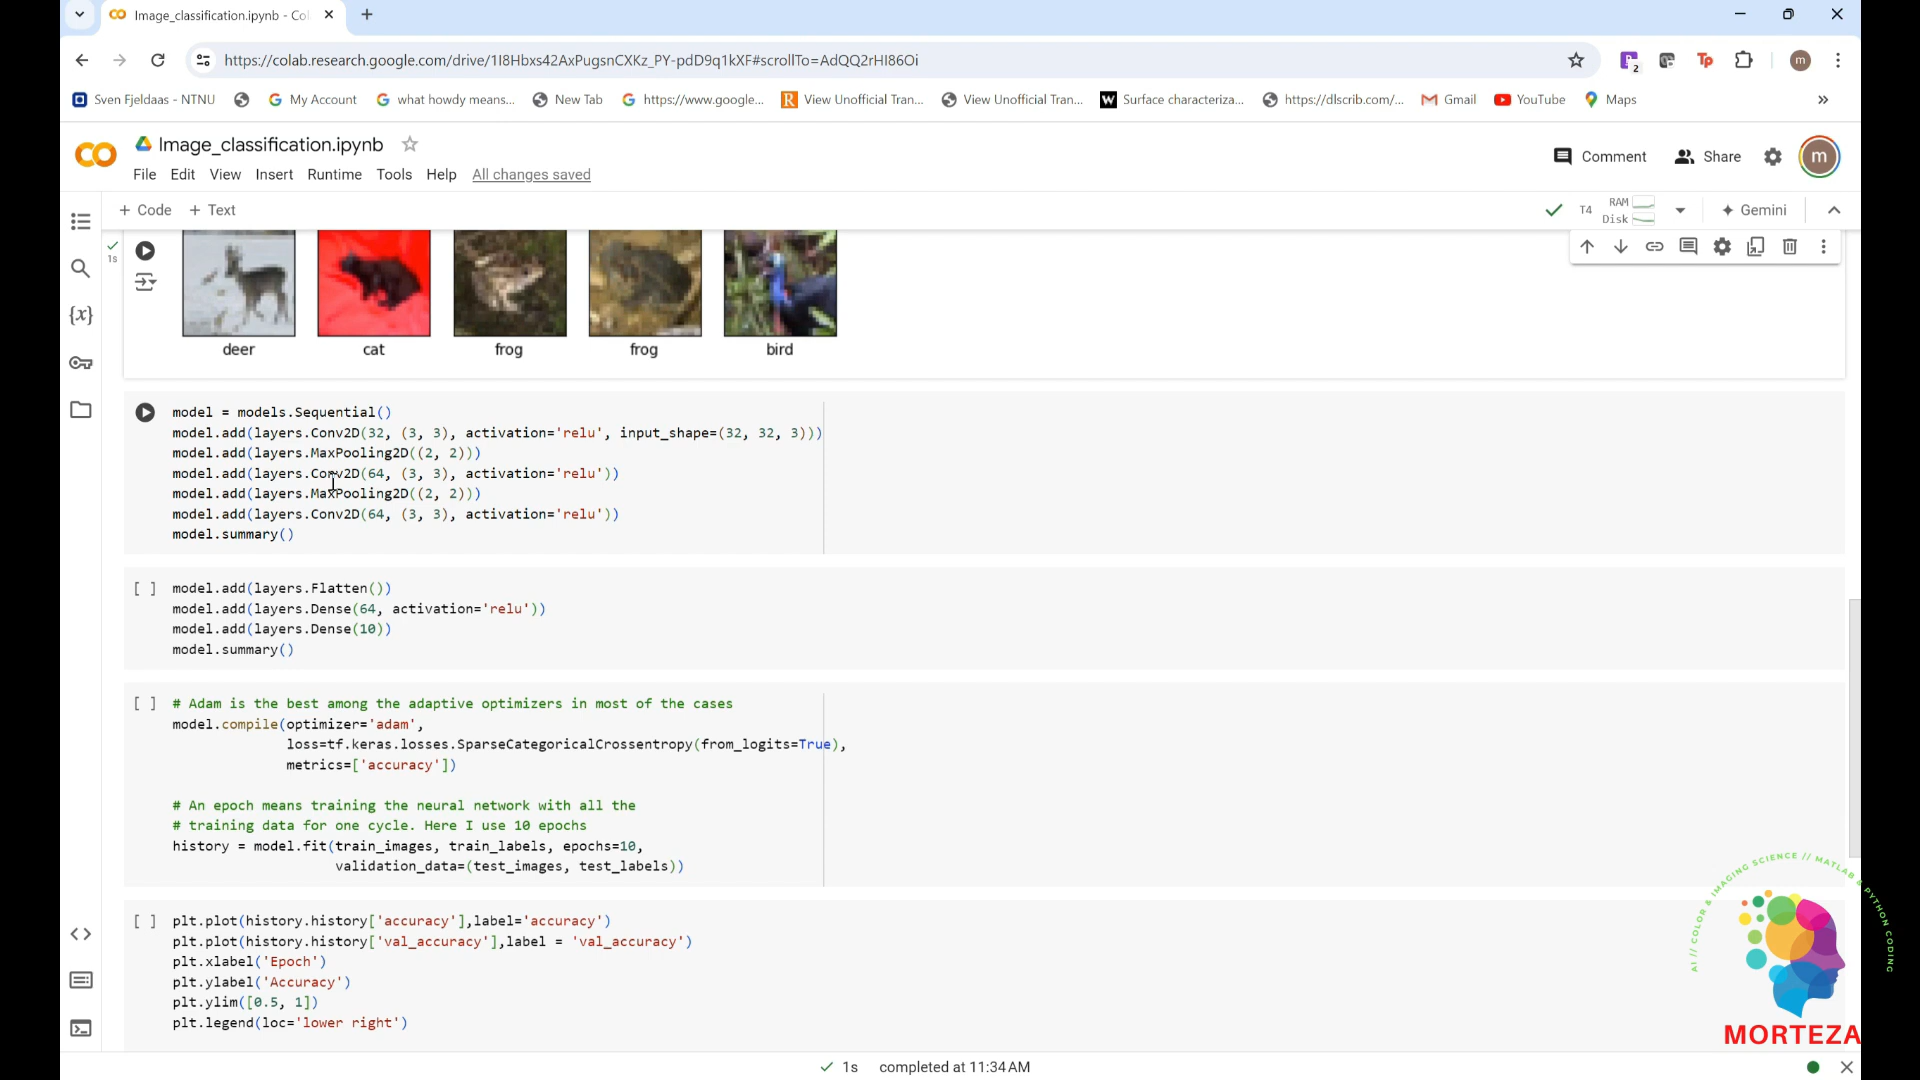 Image_classification.ipynb - Co
https://colab.research.google.com/drive/1I8Hbxs42AxPugsnCXKz_PY-pdD9q1kXF#scrollTo=AdQQ2rHI86Oi
2
m
Sven Fjeldaas - NTNU
My Account
what howdy means...
New Tab
https://www.google...
View Unofficial Tran...
View Unofficial Tran...
Surface characteriza...
https://dlscrib.com/...
Gmail
YouTube
Maps
»
Image_classification.ipynb
Comment
Share
m
File Edit View Insert Runtime Tools Help All changes saved
+ Code + Text
T4
RAM
Disk
Gemini
1s
deer cat frog frog bird
model = models.Sequential()
model.add(layers.Conv2D(32, (3, 3), activation='relu', input_shape=(32, 32, 3)))
model.add(layers.MaxPooling2D((2, 2)))
model.add(layers.Conv2D(64, (3, 3), activation='relu'))
model.add(layers.MaxPooling2D((2, 2)))
model.add(layers.Conv2D(64, (3, 3), activation='relu'))
model.summary()
[ ] model.add(layers.Flatten())
model.add(layers.Dense(64, activation='relu'))
model.add(layers.Dense(10))
model.summary()
[ ] # Adam is the best among the adaptive optimizers in most of the cases
model.compile(optimizer='adam',
loss=tf.keras.losses.SparseCategoricalCrossentropy(from_logits=True),
metrics=['accuracy'])
# An epoch means training the neural network with all the
# training data for one cycle. Here I use 10 epochs
history = model.fit(train_images, train_labels, epochs=10,
validation_data=(test_images, test_labels))
[ ] plt.plot(history.history['accuracy'],label='accuracy')
plt.plot(history.history['val_accuracy'],label = 'val_accuracy')
plt.xlabel('Epoch')
plt.ylabel('Accuracy')
plt.ylim([0.5, 1])
plt.legend(loc='lower right')
AI // COLOR & IMAGING SCIENCE // MATLAB & PYTHON CODING
MORTEZA
1s completed at 11:34 AM